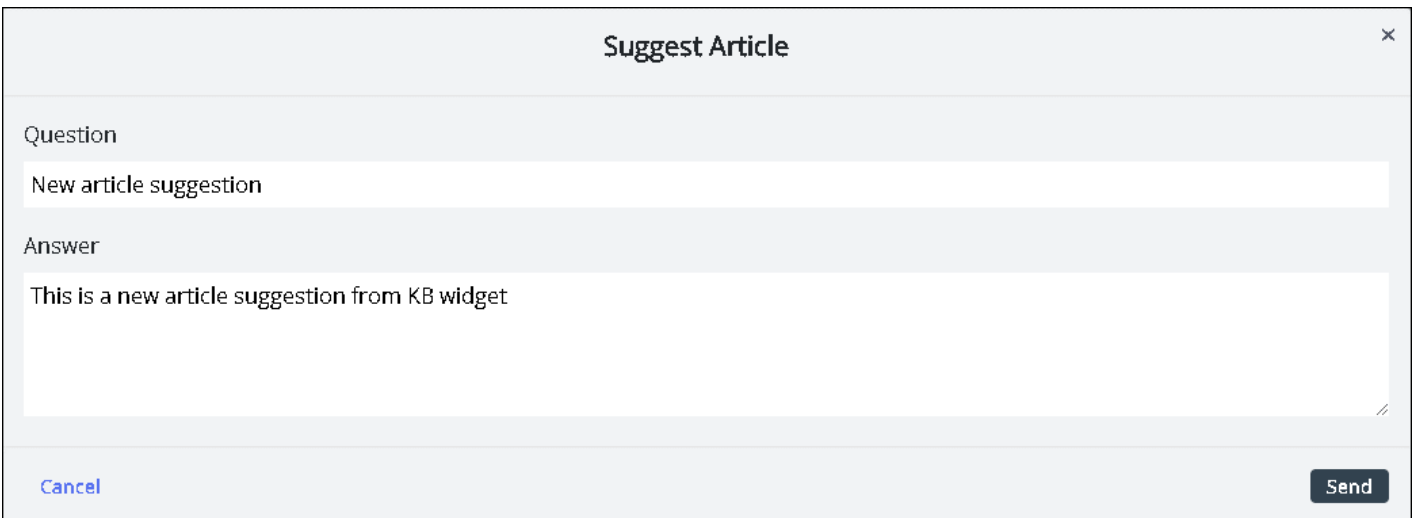 Suggest Article
×
Question
New article suggestion
Answer
This is a new article suggestion from KB widget
Cancel
Send